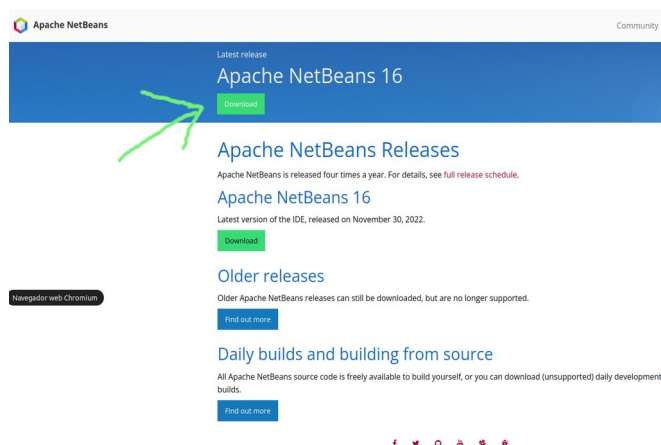 Apache NetBeans
Community
Latest release
Apache NetBeans 16
Download
Apache NetBeans Releases
Apache NetBeans is released four times a year. For details, see full release schedule.
Apache NetBeans 16
Latest version of the IDE, released on November 30, 2022.
Download
Older releases
Navegador web Chromium
Older Apache NetBeans releases can still be downloaded, but are no longer supported.
Find out more
Daily builds and building from source
All Apache NetBeans source code is freely available to build yourself, or you can download (unsupported) daily development
builds.
Find out more